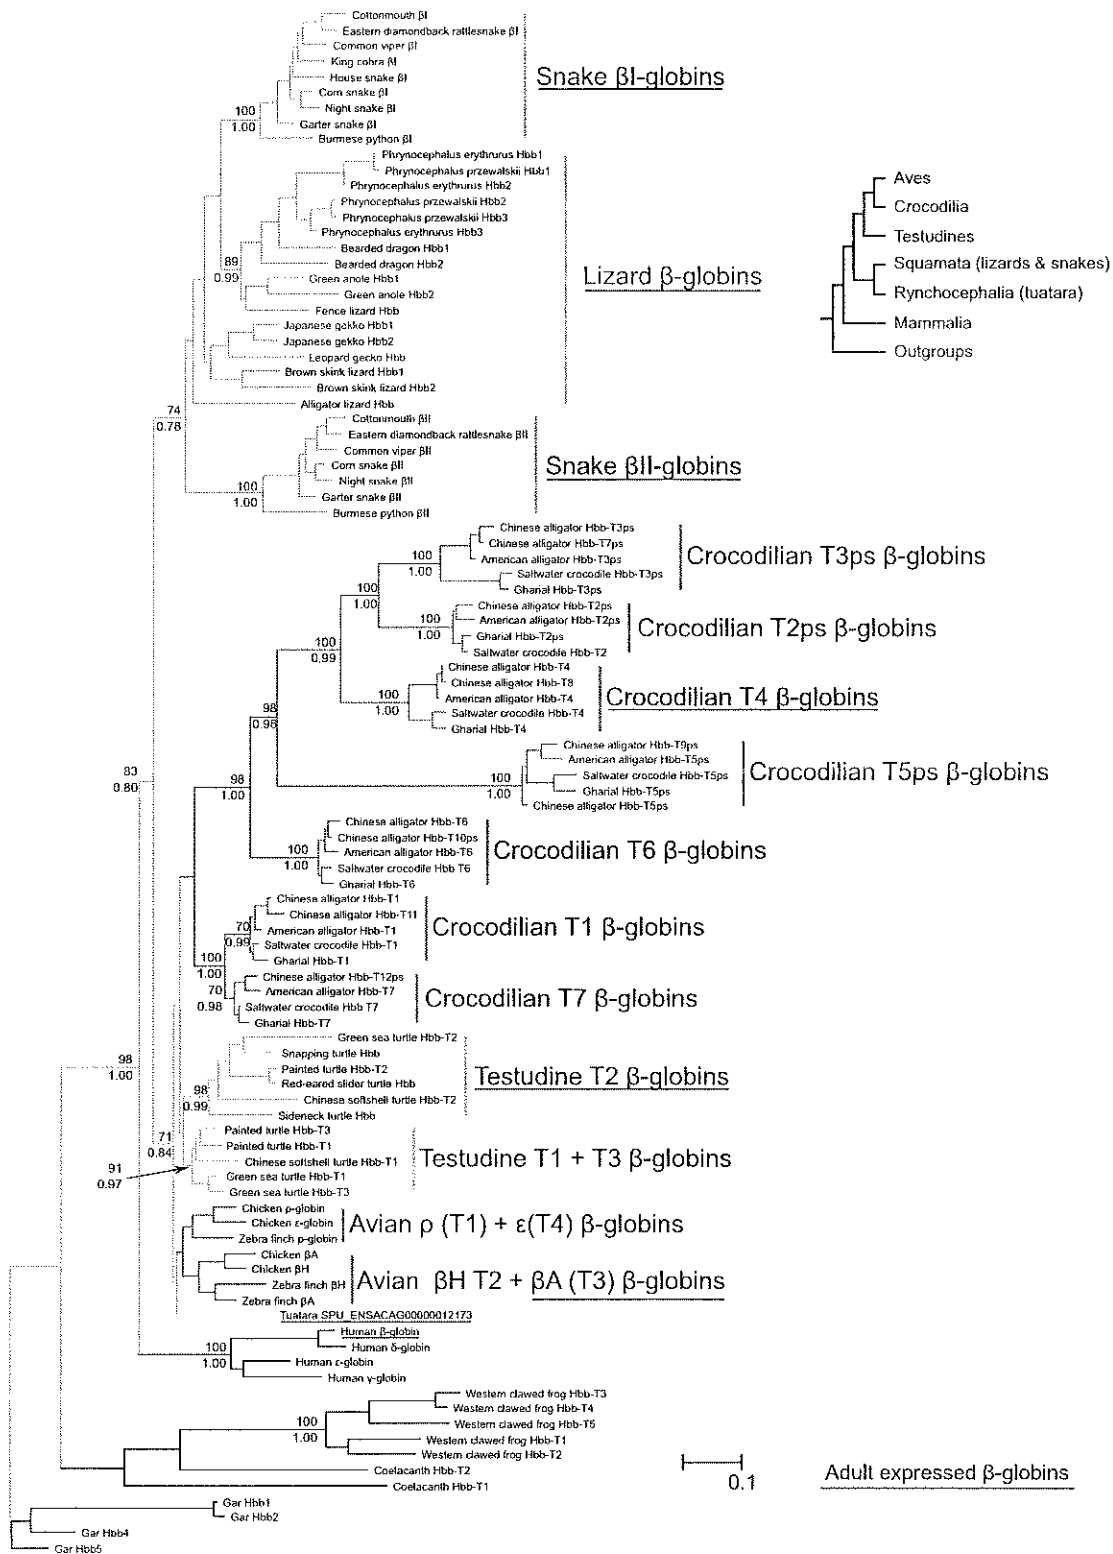 Cottonmouth βI
Eastern diamondback rattlesnake βI
Common viper βI
King cobra βI
House snake βI
Corn snake βI
Night snake βI
Garter snake βI
Burmese python βI
Snake βI-globins
100
1.00
Phrynocephalus erythrurus Hbb1
Phrynocephalus przewalskii Hbb1
Phrynocephalus erythrurus Hbb2
Phrynocephalus przewalskii Hbb2
Phrynocephalus przewalskii Hbb3
Phrynocephalus erythrurus Hbb3
Bearded dragon Hbb1
Bearded dragon Hbb2
Green anole Hbb1
Green anole Hbb2
Fence lizard Hbb
Japanese gekko Hbb1
Japanese gekko Hbb2
Leopard gecko Hbb
Brown skink lizard Hbb1
Brown skink lizard Hbb2
Alligator lizard Hbb
Lizard β-globins
89
0.99
74
0.78
Aves
Crocodilia
Testudines
Squamata (lizards & snakes)
Rynchocephalia (tuatara)
Mammalia
Outgroups
Cottonmouth βII
Eastern diamondback rattlesnake βII
Common viper βII
Corn snake βII
Night snake βII
Garter snake βII
Burmese python βII
Snake βII-globins
100
1.00
Chinese alligator Hbb-T3ps
Chinese alligator Hbb-T7ps
American alligator Hbb-T3ps
Saltwater crocodile Hbb-T3ps
Gharial Hbb-T3ps
Crocodilian T3ps β-globins
100
1.00
100
1.00
Chinese alligator Hbb-T2ps
American alligator Hbb-T2ps
Gharial Hbb-T2ps
Saltwater crocodile Hbb-T2
Crocodilian T2ps β-globins
100
1.00
100
0.99
Chinese alligator Hbb-T4
Chinese alligator Hbb-T8
American alligator Hbb-T4
Saltwater crocodile Hbb-T4
Gharial Hbb-T4
Crocodilian T4 β-globins
100
1.00
98
0.98
Chinese alligator Hbb-T9ps
American alligator Hbb-T5ps
Saltwater crocodile Hbb-T5ps
Gharial Hbb-T5ps
Chinese alligator Hbb-T5ps
Crocodilian T5ps β-globins
100
1.00
83
0.80
98
1.00
Chinese alligator Hbb-T6
Chinese alligator Hbb-T10ps
American alligator Hbb-T6
Saltwater crocodile Hbb T6
Gharial Hbb-T6
Crocodilian T6 β-globins
100
1.00
Chinese alligator Hbb-T1
Chinese alligator Hbb-T11
American alligator Hbb-T1
Saltwater crocodile Hbb-T1
Gharial Hbb-T1
Crocodilian T1 β-globins
70
0.99
100
1.00
Chinese alligator Hbb-T12ps
American alligator Hbb-T7
Saltwater crocodile Hbb T7
Gharial Hbb-T7
Crocodilian T7 β-globins
70
0.98
98
1.00
Green sea turtle Hbb-T2
Snapping turtle Hbb
Painted turtle Hbb-T2
Red-eared slider turtle Hbb
Chinese softshell turtle Hbb-T2
Sideneck turtle Hbb
Testudine T2 β-globins
98
0.99
71
0.84
91
0.97
Painted turtle Hbb-T3
Painted turtle Hbb-T1
Chinese softshell turtle Hbb-T1
Green sea turtle Hbb-T1
Green sea turtle Hbb-T3
Testudine T1 + T3 β-globins
Chicken ρ-globin
Chicken ε-globin
Zebra finch ρ-globin
Avian ρ (T1) + ε(T4) β-globins
Chicken βA
Chicken βH
Zebra finch βH
Zebra finch βA
Avian βH T2 + βA (T3) β-globins
Tuatara SPU_ENSACAG00000012173
Human β-globin
Human δ-globin
Human ε-globin
Human γ-globin
100
1.00
Western clawed frog Hbb-T3
Western clawed frog Hbb-T4
Western clawed frog Hbb-T5
Western clawed frog Hbb-T1
Western clawed frog Hbb-T2
100
1.00
Coelacanth Hbb-T2
Coelacanth Hbb-T1
0.1
Adult expressed β-globins
Gar Hbb1
Gar Hbb2
Gar Hbb4
Gar Hbb5